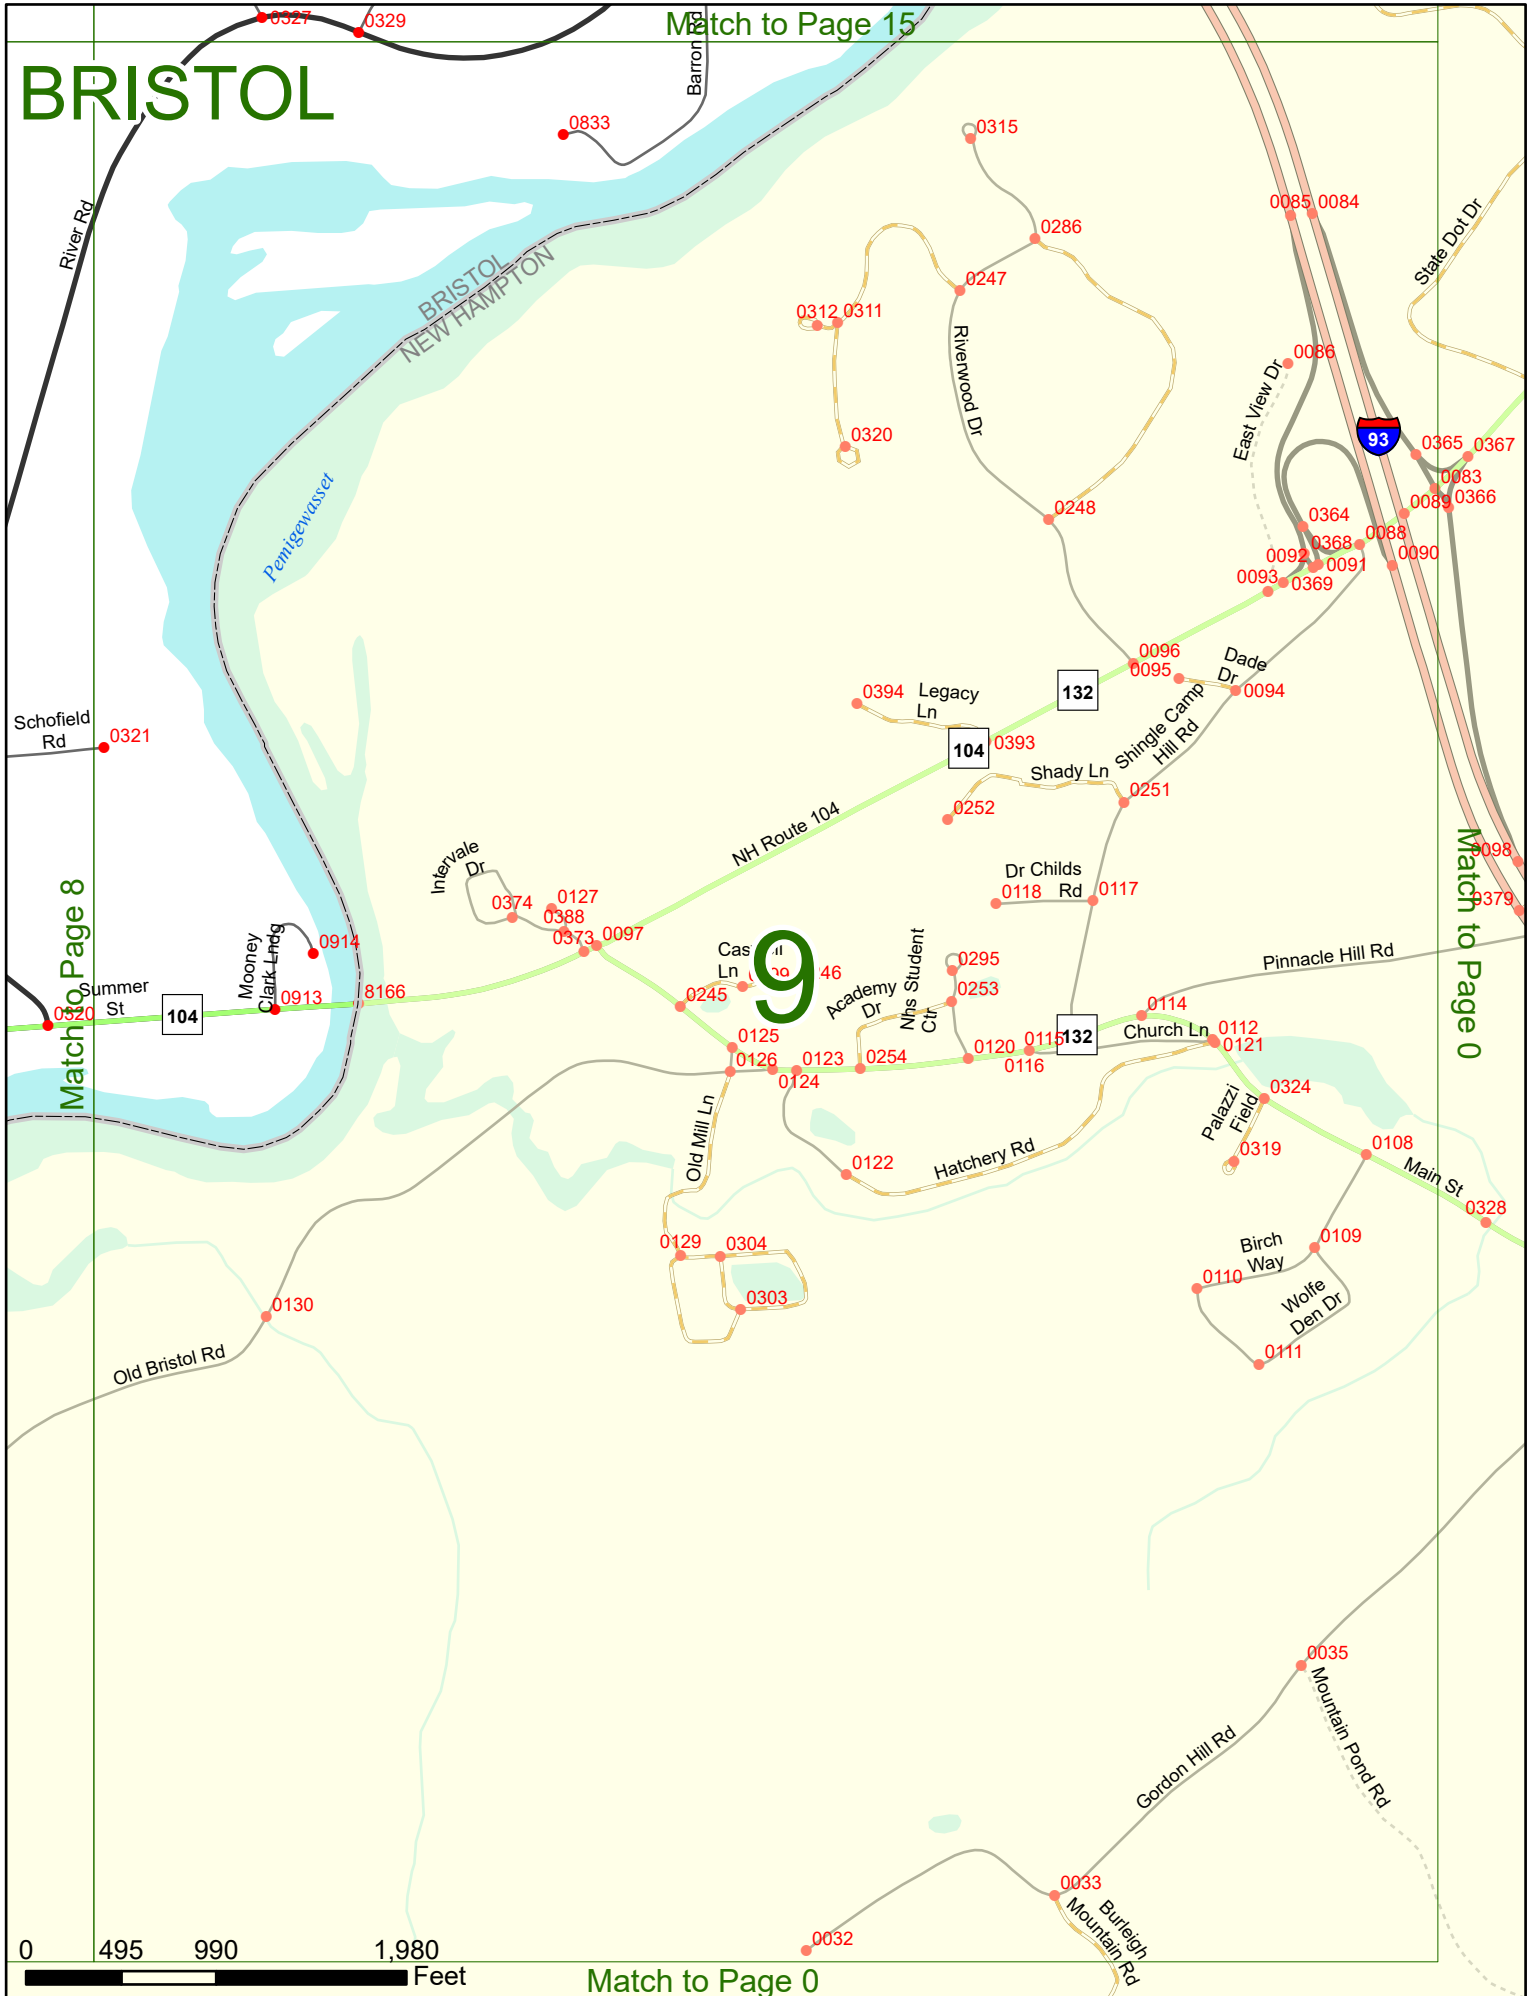 0327
0329
Match to Page 15
Barron Rd
BRISTOL
0833
0315
River Rd
0085
0084
State Dot Dr
0286
0247
BRISTOL
NEW HAMPTON
0312
0311
Riverwood Dr
0086
East View Dr
93
0320
0365
0367
Pemigewasset
0083
0366
0089
0248
0364
0088
0368
0092
0090
0091
0093
0369
0096
0095
Dade
Dr
132
0094
0394
Legacy
Ln
Shingle Camp
Hill Rd
Schofield
Rd
0321
104
0393
Shady Ln
0251
0252
NH Route 104
Match to Page 0
0098
Intervale
Dr
Dr Childs
Rd
0118
0117
0379
Match to Page 8
0374
0127
0388
0373
0097
9
Pinnacle Hill Rd
Mooney
Clark Lndg
0914
Ln
0295
Nhs Student
Ctr
Academy
Dr
0253
Summer
St
0913
8166
0245
0320
104
0114
132
Church Ln
0112
0121
0125
0115
0120
0116
0126
0123
0124
0254
Palazzi
Field
0324
Old Mill Ln
0122
Hatchery Rd
0319
0108
Main St
0328
0129
0304
Birch
Way
0109
0110
0303
Wolfe
Den Dr
0130
Old Bristol Rd
0111
0035
Mountain Pond Rd
Gordon Hill Rd
0033
Burleigh
Mountain Rd
0032
0 495 990 1,980
Feet
Match to Page 0